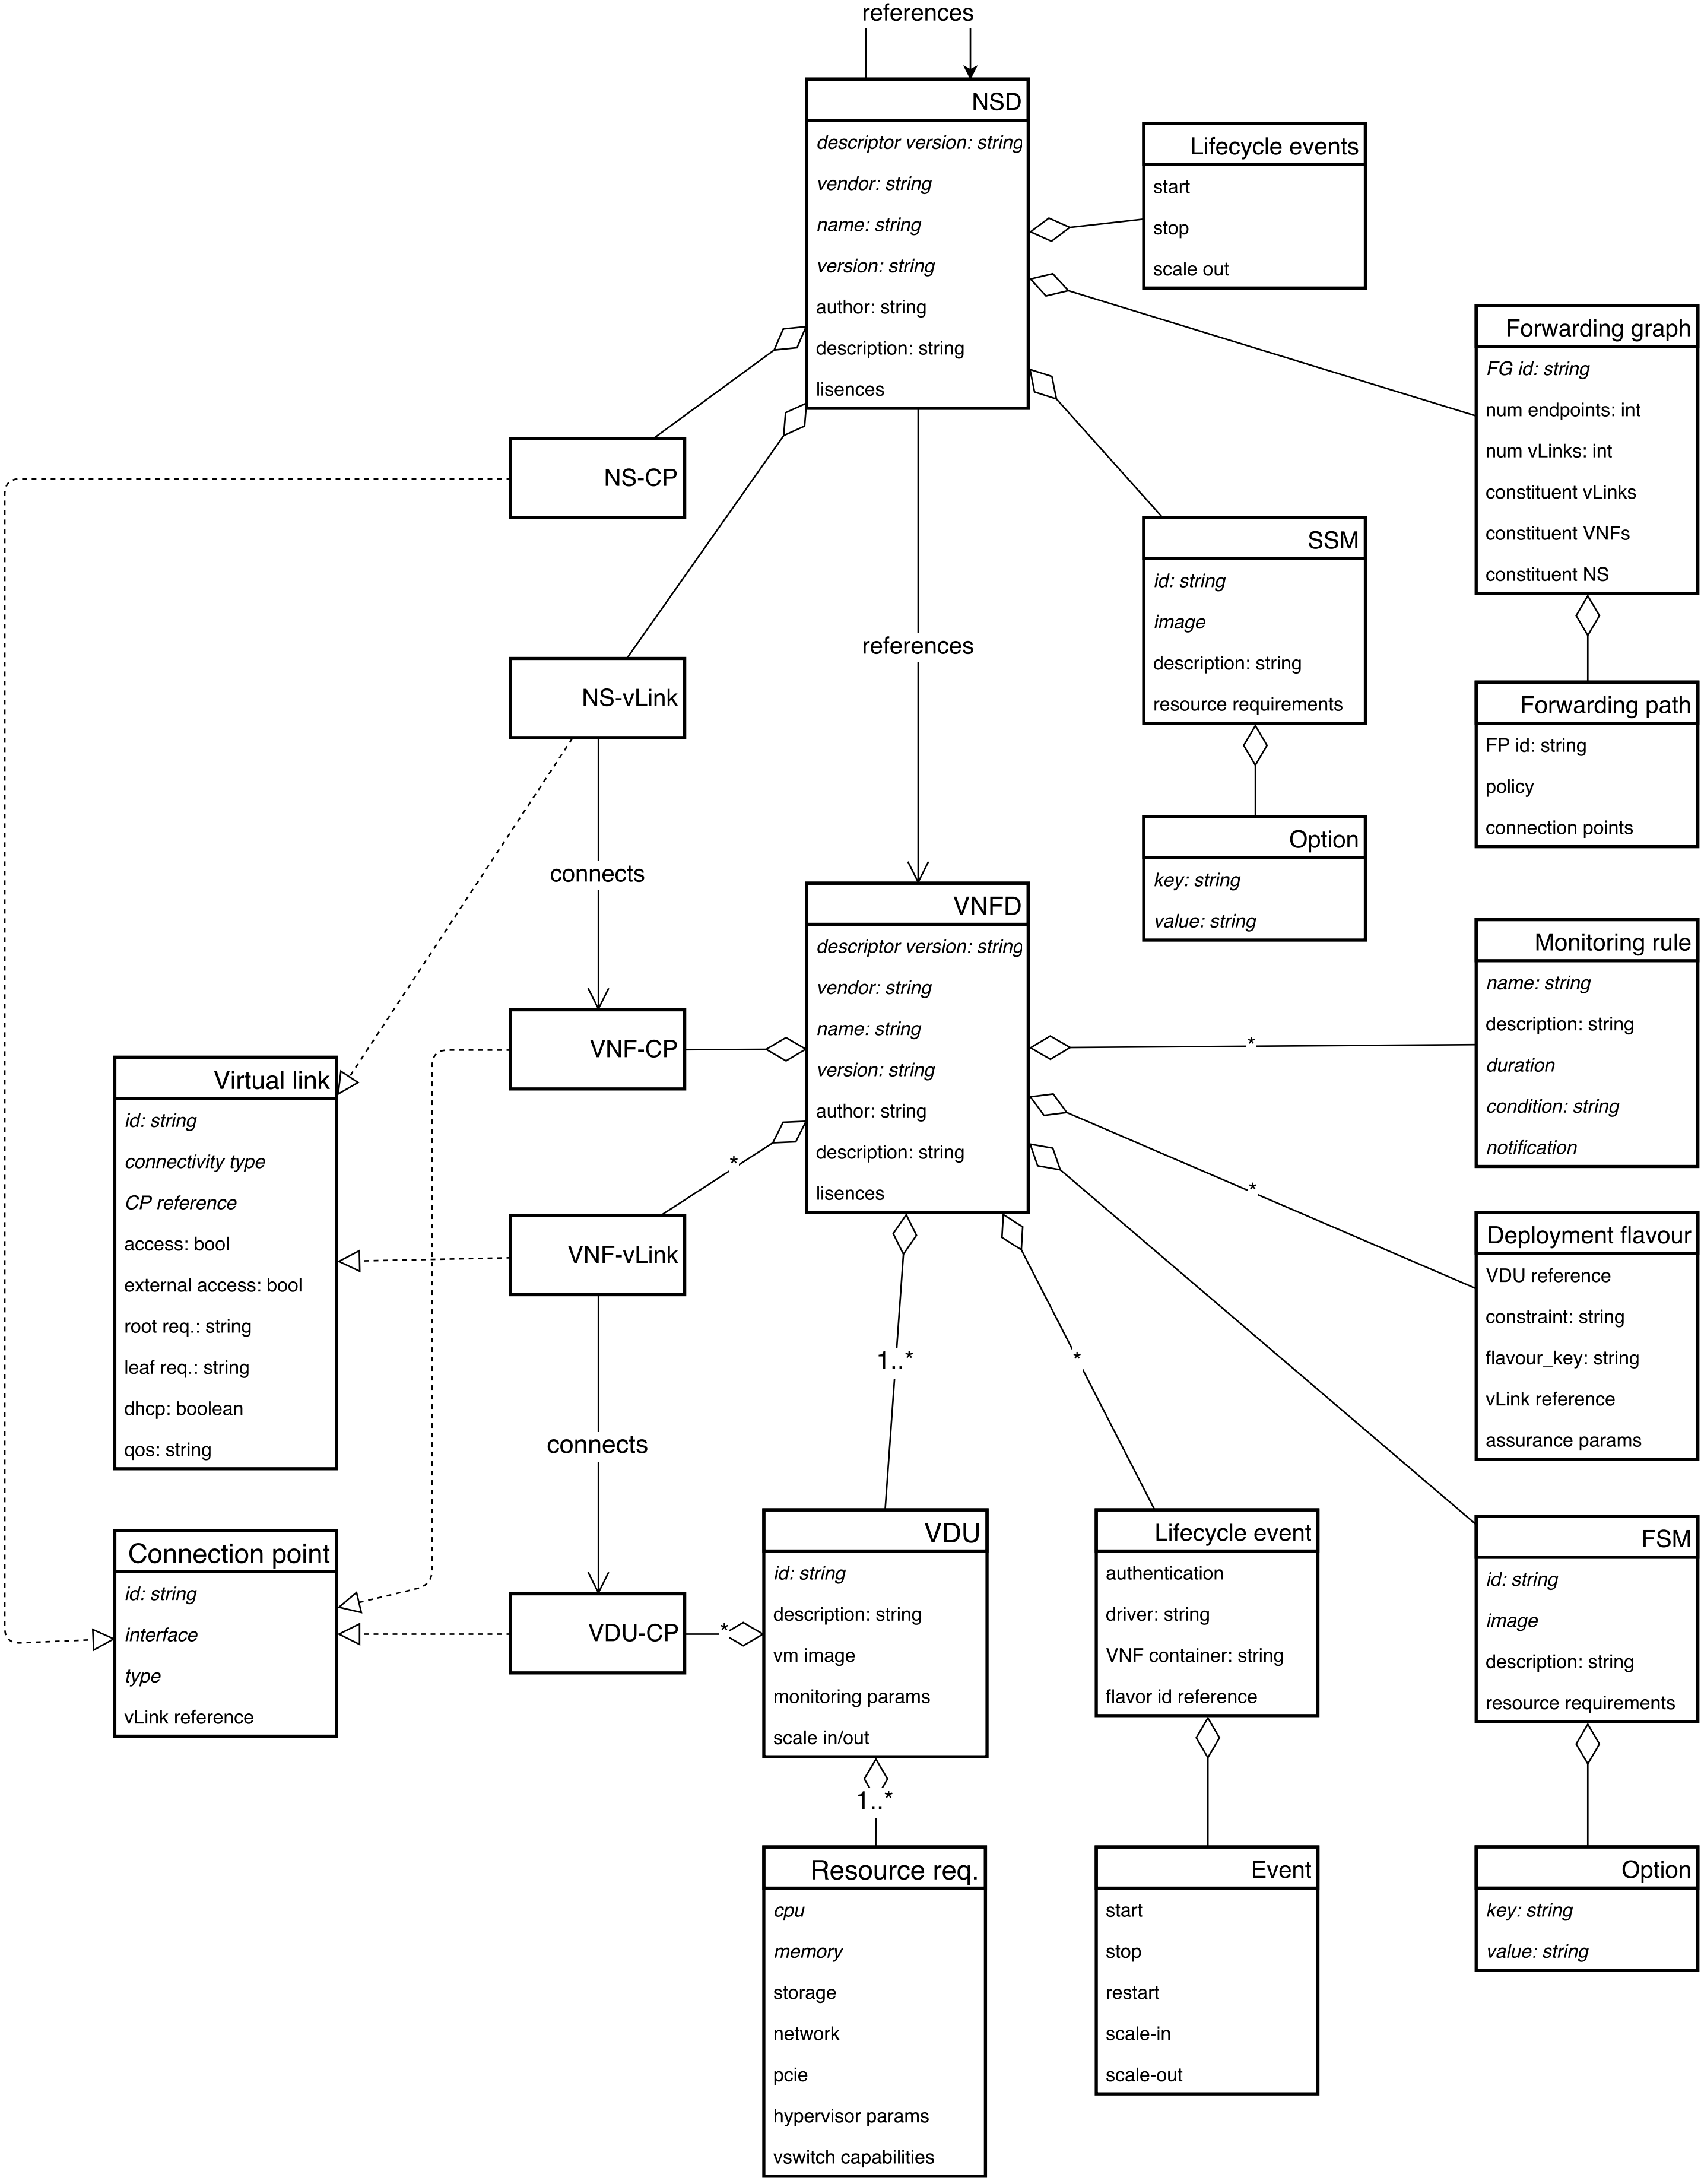 references
NSD
descriptor version: string
vendor: string
name: string
version: string
author: string
description: string
lisences
Lifecycle events
start
stop
scale out
Forwarding graph
FG id: string
num endpoints: int
num vLinks: int
constituent vLinks
constituent VNFs
constituent NS
NS-CP
SSM
id: string
image
description: string
resource requirements
references
NS-vLink
Forwarding path
FP id: string
policy
connection points
Option
key: string
value: string
connects
VNFD
descriptor version: string
vendor: string
name: string
version: string
author: string
description: string
lisences
Monitoring rule
name: string
description: string
duration
condition: string
notification
*
VNF-CP
Virtual link
id: string
connectivity type
CP reference
access: bool
external access: bool
root req.: string
leaf req.: string
dhcp: boolean
qos: string
*
*
VNF-vLink
Deployment flavour
VDU reference
constraint: string
flavour_key: string
vLink reference
assurance params
1..*
*
connects
Connection point
id: string
interface
type
vLink reference
VDU-CP
*
VDU
id: string
description: string
vm image
monitoring params
scale in/out
Lifecycle event
authentication
driver: string
VNF container: string
flavor id reference
FSM
id: string
image
description: string
resource requirements
1..*
Resource req.
cpu
memory
storage
network
pcie
hypervisor params
vswitch capabilities
Event
start
stop
restart
scale-in
scale-out
Option
key: string
value: string